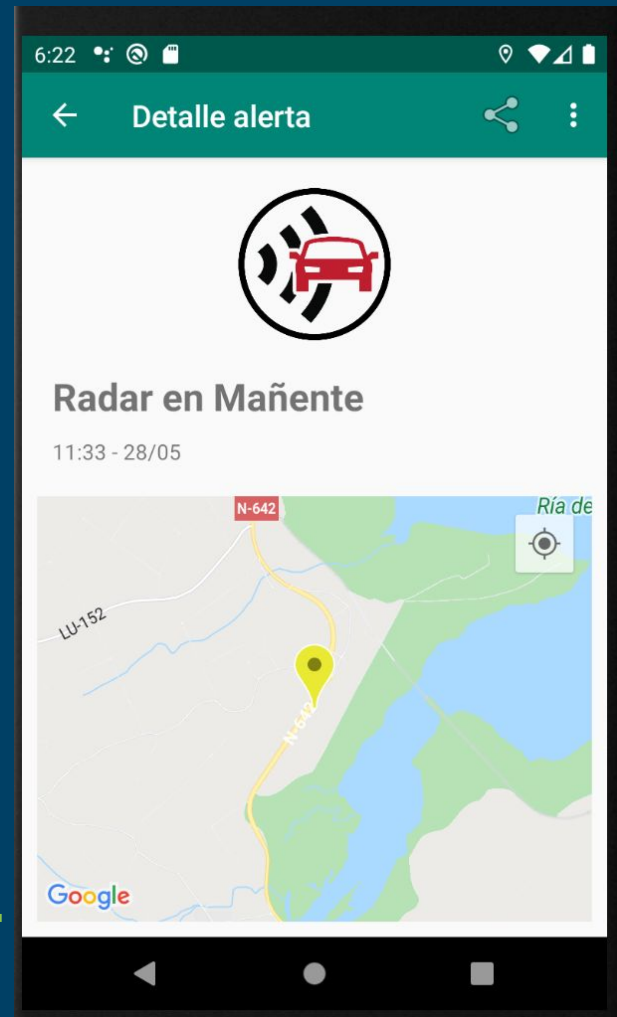 6:22
Detalle alerta
Radar en Mañente
11:33 - 28/05
N-642
Ría de
LU-152
N-642
Google